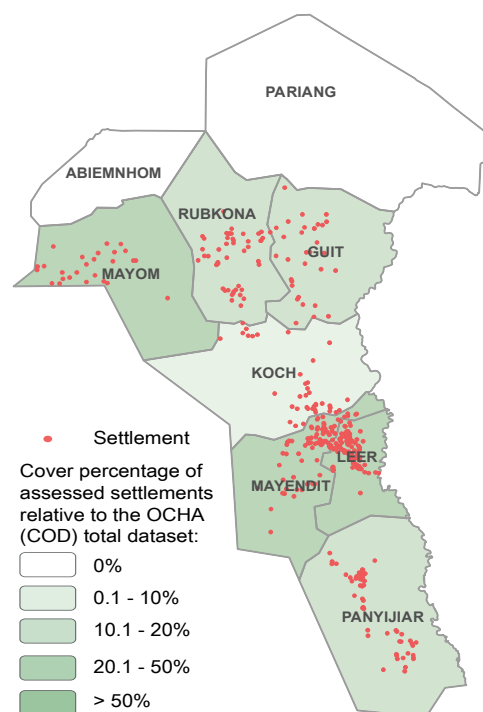 PARIANG
ABIEMNHOM
RUBKONA
GUIT
MAYOM
KOCH
Settlement
LEER
Cover percentage of
assessed settlements
relative to the OCHA
(COD) total dataset:
MAYENDIT
0%
0.1 - 10%
10.1 - 20%
PANYIJIAR
20.1 - 50%
> 50%